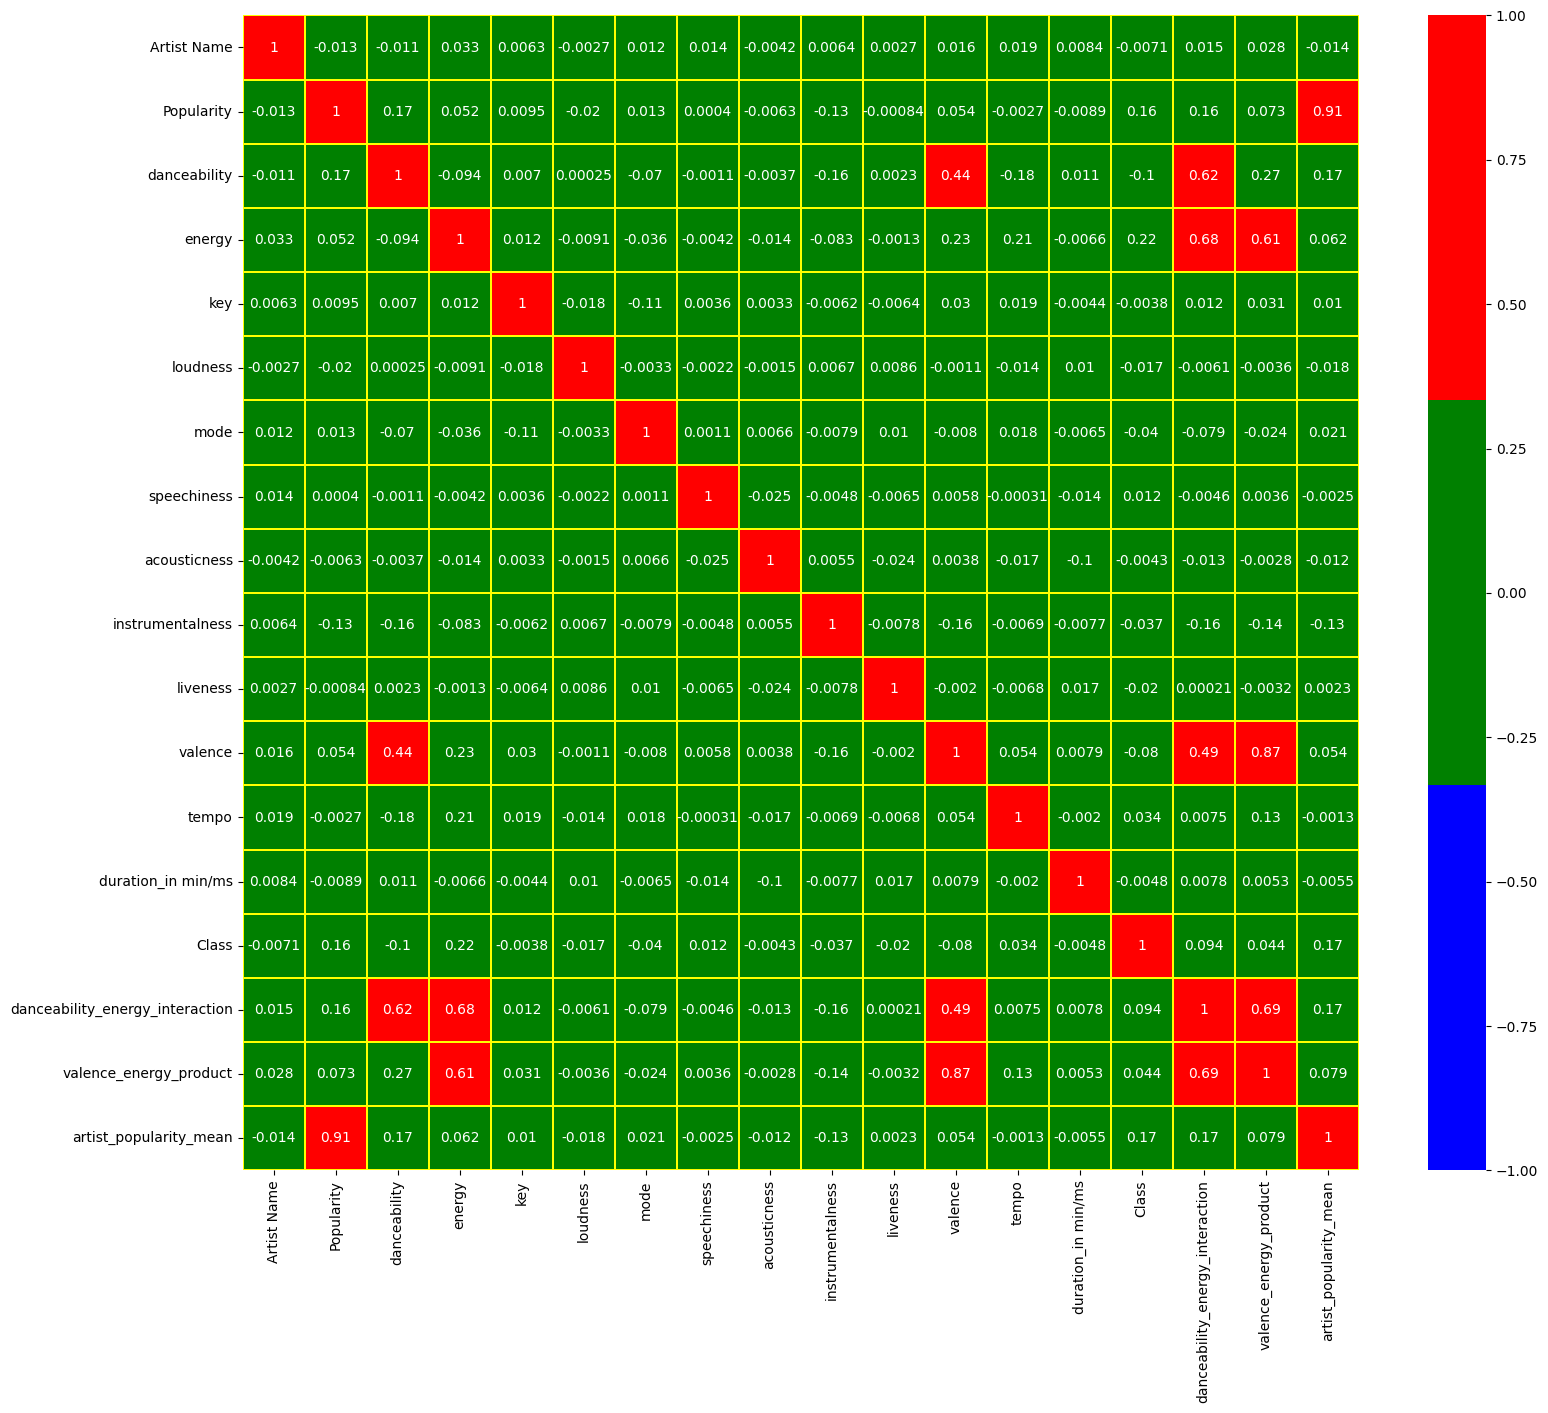 Artist Name 1 -0.013 -0.011 0.033 0.0063 -0.0027 0.012 0.014 -0.0042 0.0064 0.0027 0.016 0.019 0.0084 -0.0071 0.015 0.028 -0.014
Popularity -0.013 1 0.17 0.052 0.0095 -0.02 0.013 0.0004 -0.0063 -0.13 -0.00084 0.054 -0.0027 -0.0089 0.16 0.16 0.073 0.91
danceability -0.011 0.17 1 -0.094 0.007 0.00025 -0.07 -0.0011 -0.0037 -0.16 0.0023 0.44 -0.18 0.011 -0.1 0.62 0.27 0.17
energy 0.033 0.052 -0.094 1 0.012 -0.0091 -0.036 -0.0042 -0.014 -0.083 -0.0013 0.23 0.21 -0.0066 0.22 0.68 0.61 0.062
key 0.0063 0.0095 0.007 0.012 1 -0.018 -0.11 0.0036 0.0033 -0.0062 -0.0064 0.03 0.019 -0.0044 -0.0038 0.012 0.031 0.01
loudness -0.0027 -0.02 0.00025 -0.0091 -0.018 1 -0.0033 -0.0022 -0.0015 0.0067 0.0086 -0.0011 -0.014 0.01 -0.017 -0.0061 -0.0036 -0.018
mode 0.012 0.013 -0.07 -0.036 -0.11 -0.0033 1 0.0011 0.0066 -0.0079 0.01 -0.008 0.018 -0.0065 -0.04 -0.079 -0.024 0.021
speechiness 0.014 0.0004 -0.0011 -0.0042 0.0036 -0.0022 0.0011 1 -0.025 -0.0048 -0.0065 0.0058 -0.00031 -0.014 0.012 -0.0046 0.0036 -0.0025
acousticness -0.0042 -0.0063 -0.0037 -0.014 0.0033 -0.0015 0.0066 -0.025 1 0.0055 -0.024 0.0038 -0.017 -0.1 -0.0043 -0.013 -0.0028 -0.012
instrumentalness 0.0064 -0.13 -0.16 -0.083 -0.0062 0.0067 -0.0079 -0.0048 0.0055 1 -0.0078 -0.16 -0.0069 -0.0077 -0.037 -0.16 -0.14 -0.13
liveness 0.0027 -0.00084 0.0023 -0.0013 -0.0064 0.0086 0.01 -0.0065 -0.024 -0.0078 1 -0.002 -0.0068 0.017 -0.02 0.00021 -0.0032 0.0023
valence 0.016 0.054 0.44 0.23 0.03 -0.0011 -0.008 0.0058 0.0038 -0.16 -0.002 1 0.054 0.0079 -0.08 0.49 0.87 0.054
tempo 0.019 -0.0027 -0.18 0.21 0.019 -0.014 0.018 -0.00031 -0.017 -0.0069 -0.0068 0.054 1 -0.002 0.034 0.0075 0.13 -0.0013
duration_in min/ms 0.0084 -0.0089 0.011 -0.0066 -0.0044 0.01 -0.0065 -0.014 -0.1 -0.0077 0.017 0.0079 -0.002 1 -0.0048 0.0078 0.0053 -0.0055
Class -0.0071 0.16 -0.1 0.22 -0.0038 -0.017 -0.04 0.012 -0.0043 -0.037 -0.02 -0.08 0.034 -0.0048 1 0.094 0.044 0.17
danceability_energy_interaction 0.015 0.16 0.62 0.68 0.012 -0.0061 -0.079 -0.0046 -0.013 -0.16 0.00021 0.49 0.0075 0.0078 0.094 1 0.69 0.17
valence_energy_product 0.028 0.073 0.27 0.61 0.031 -0.0036 -0.024 0.0036 -0.0028 -0.14 -0.0032 0.87 0.13 0.0053 0.044 0.69 1 0.079
artist_popularity_mean -0.014 0.91 0.17 0.062 0.01 -0.018 0.021 -0.0025 -0.012 -0.13 0.0023 0.054 -0.0013 -0.0055 0.17 0.17 0.079 1
Artist Name
Popularity
danceability
energy
key
loudness
mode
speechiness
acousticness
instrumentalness
liveness
valence
tempo
duration_in min/ms
Class
danceability_energy_interaction
valence_energy_product
artist_popularity_mean
1.00
0.75
0.50
0.25
0.00
−0.25
−0.50
−0.75
−1.00